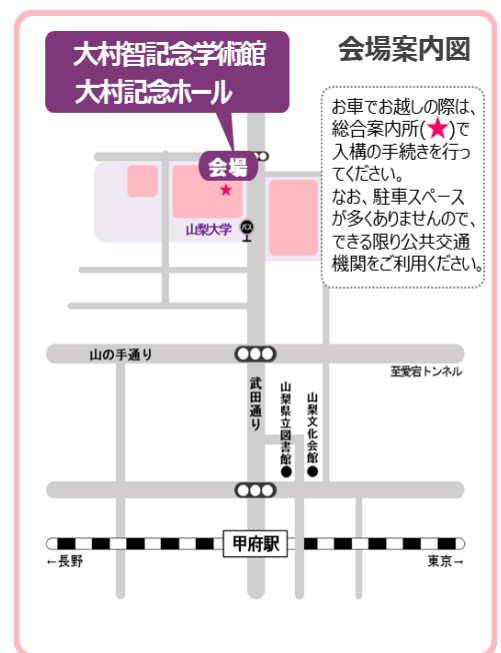 大村智記念学術館
大村記念ホール
会場案内図
お車でお越しの際は、
総合案内所(★)で
入構の手続きを行っ
てください。
なお、駐車スペース
が多くありませんので、
できる限り公共交通
機関をご利用ください。
会場
山梨大学
バス
山の手通り
至愛宕トンネル
武田通り
山梨県立図書館
山梨文化会館
甲府駅
←長野
東京→